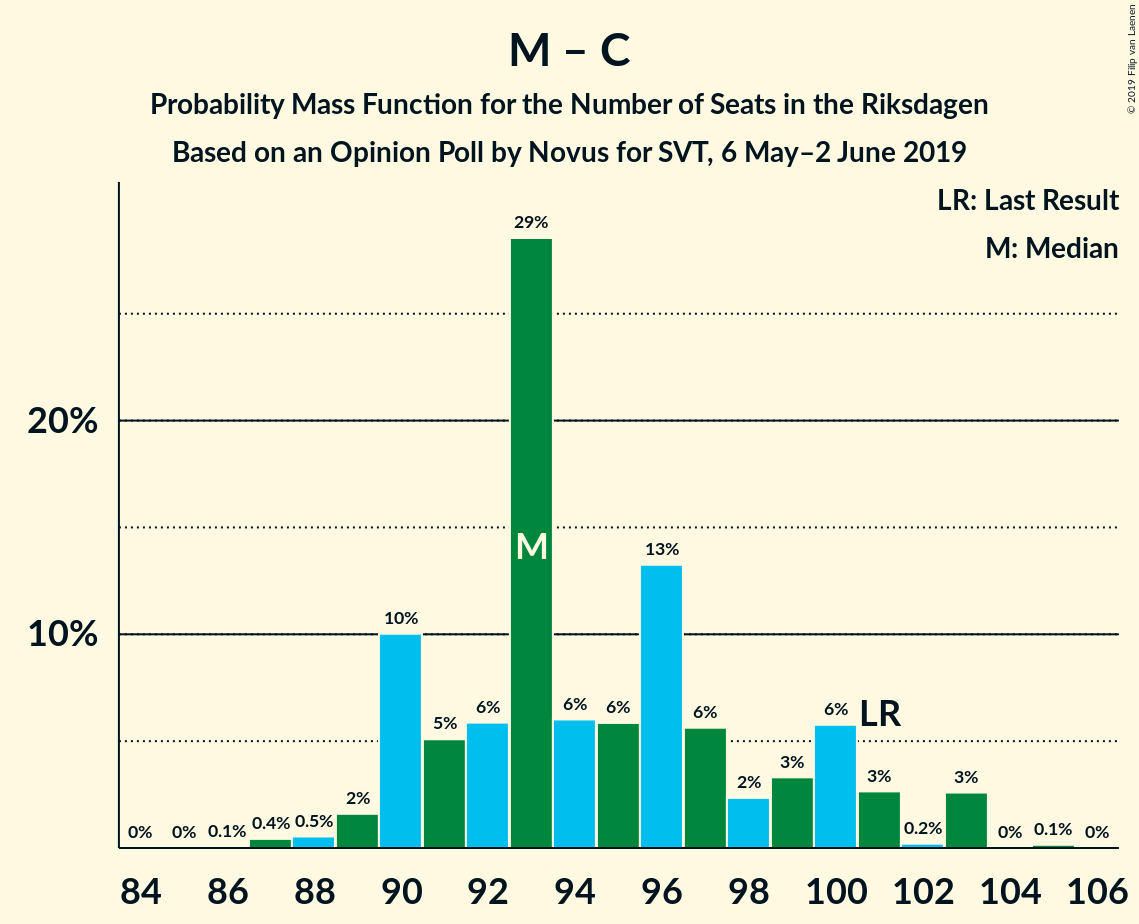 M – C
Probability Mass Function for the Number of Seats in the Riksdagen
Based on an Opinion Poll by Novus for SVT, 6 May–2 June 2019
© 2019 Filip van Laenen
LR: Last Result
M: Median
20%
10%
0%
0%
0.1%
0.4%
0.5%
2%
10%
5%
6%
29%
M
6%
6%
13%
6%
2%
3%
6%
LR
3%
0.2%
3%
0%
0.1%
0%
84 86 88 90 92 94 96 98 100 102 104 106